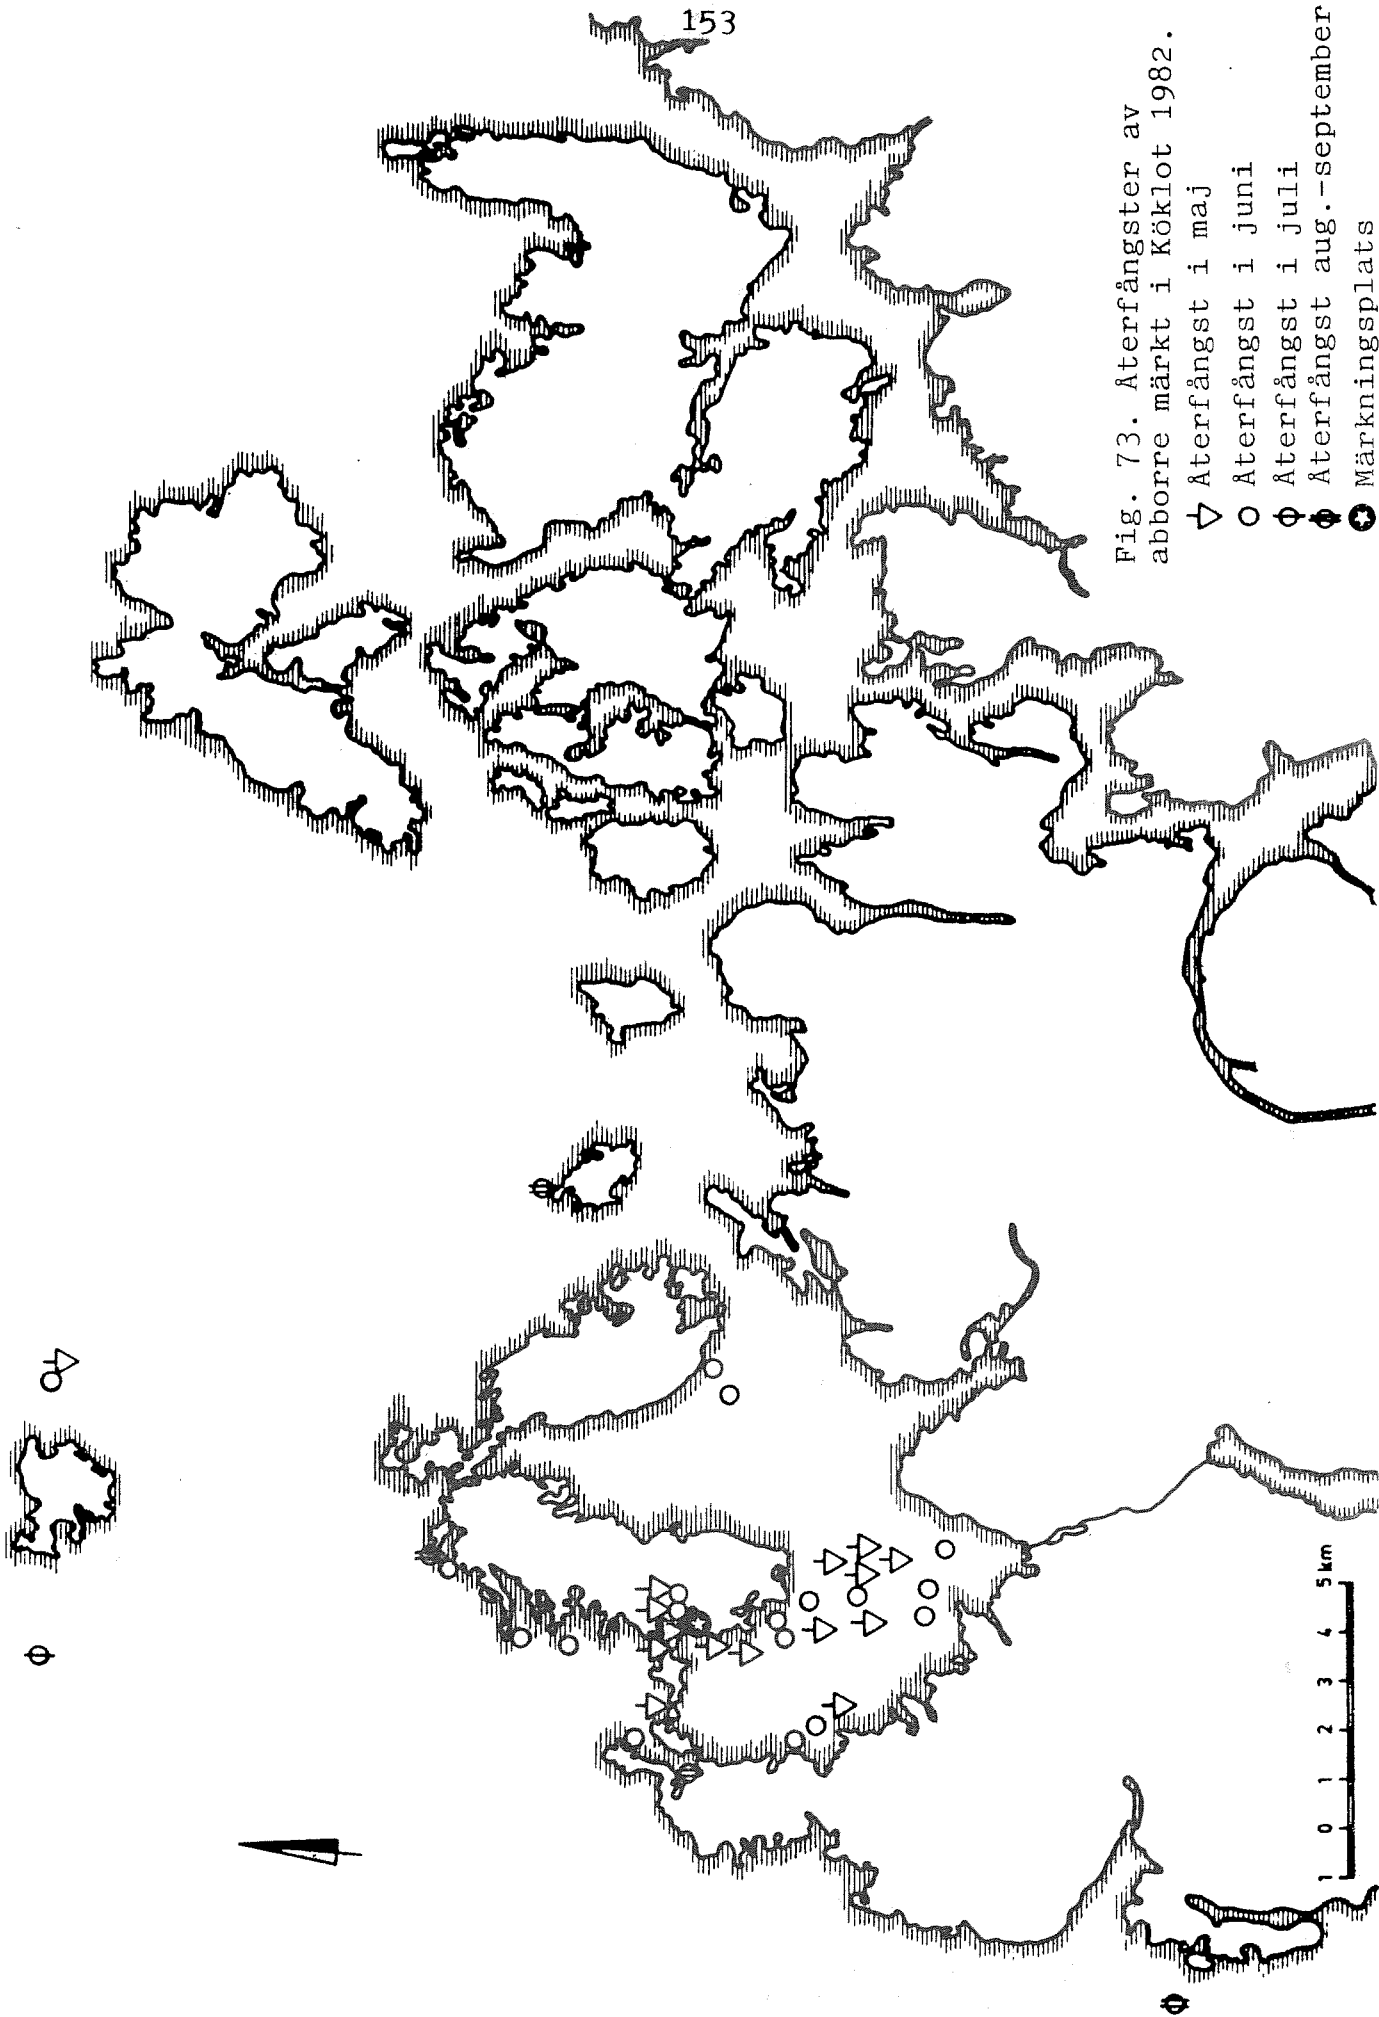 153
Fig. 73. Återfångster av
abborre märkt i Köklot 1982.
Återfångst i maj
Återfångst i juni
Återfångst i juli
Återfångst aug.-september
Märkningsplats
1 0 1 2 3 4 5 km